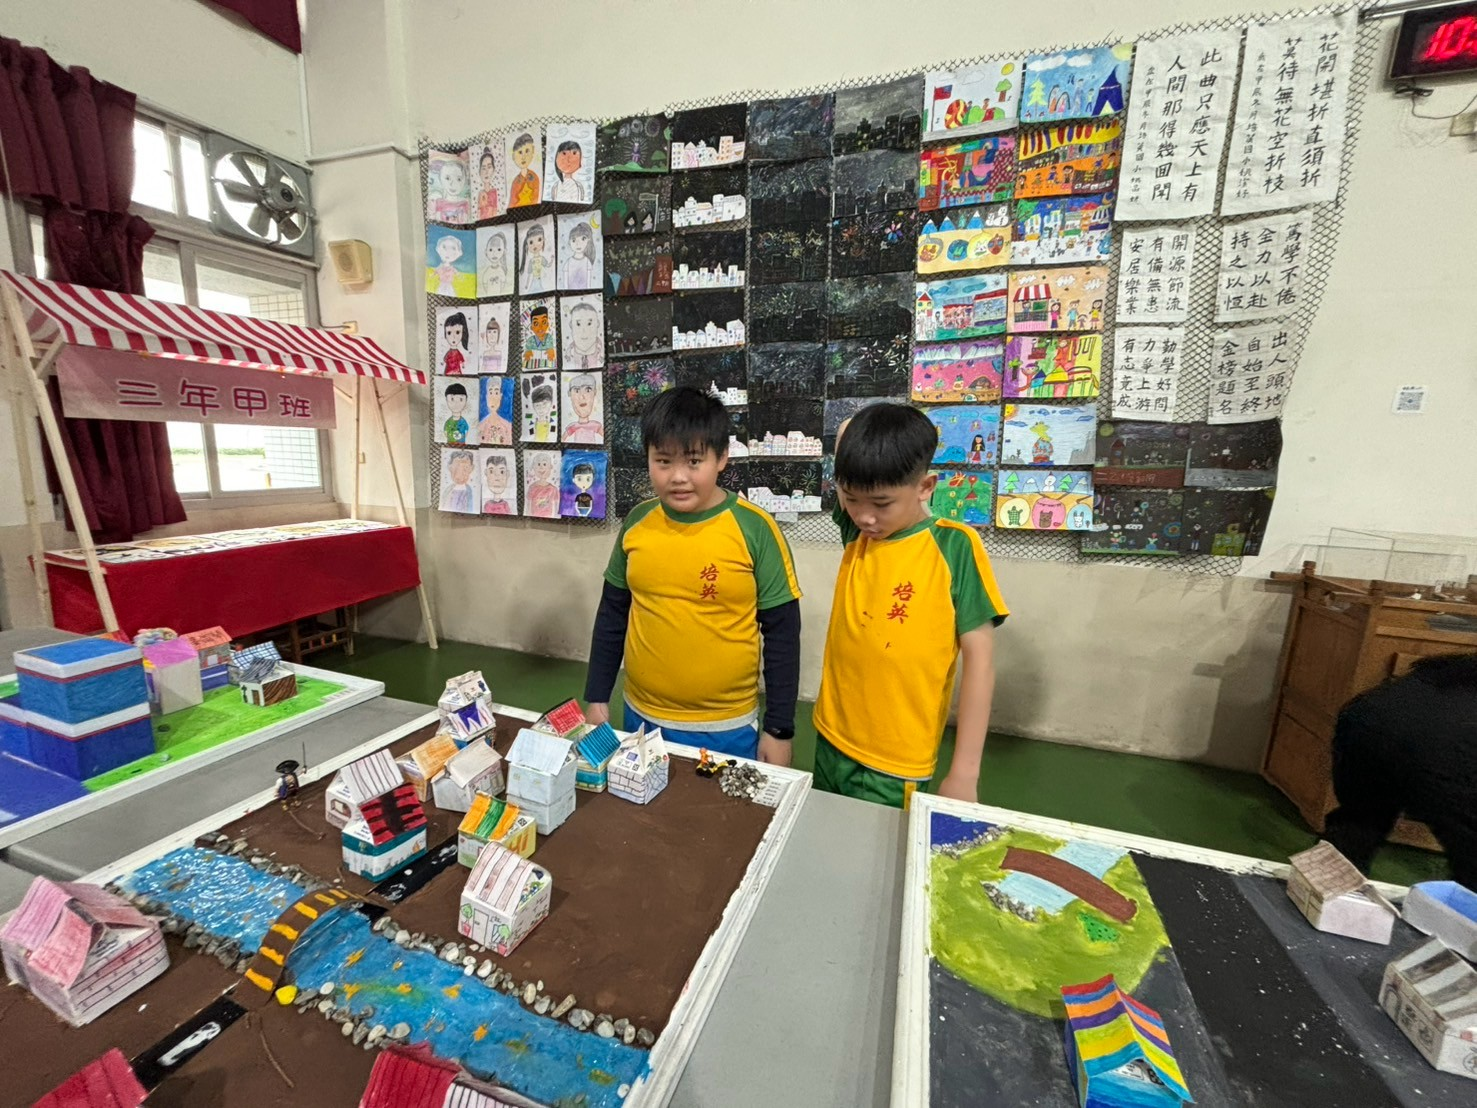 三年甲班
花開堪折直須折
莫待無花空折枝
此曲只應天上有
人間那得幾回聞
篤學不倦
全力以赴
持之以恆
開源節流
有備無患
安居樂業
出人頭地
自始至終
金榜題名
勤學好問
力爭上游
有志竟成
培英
培英